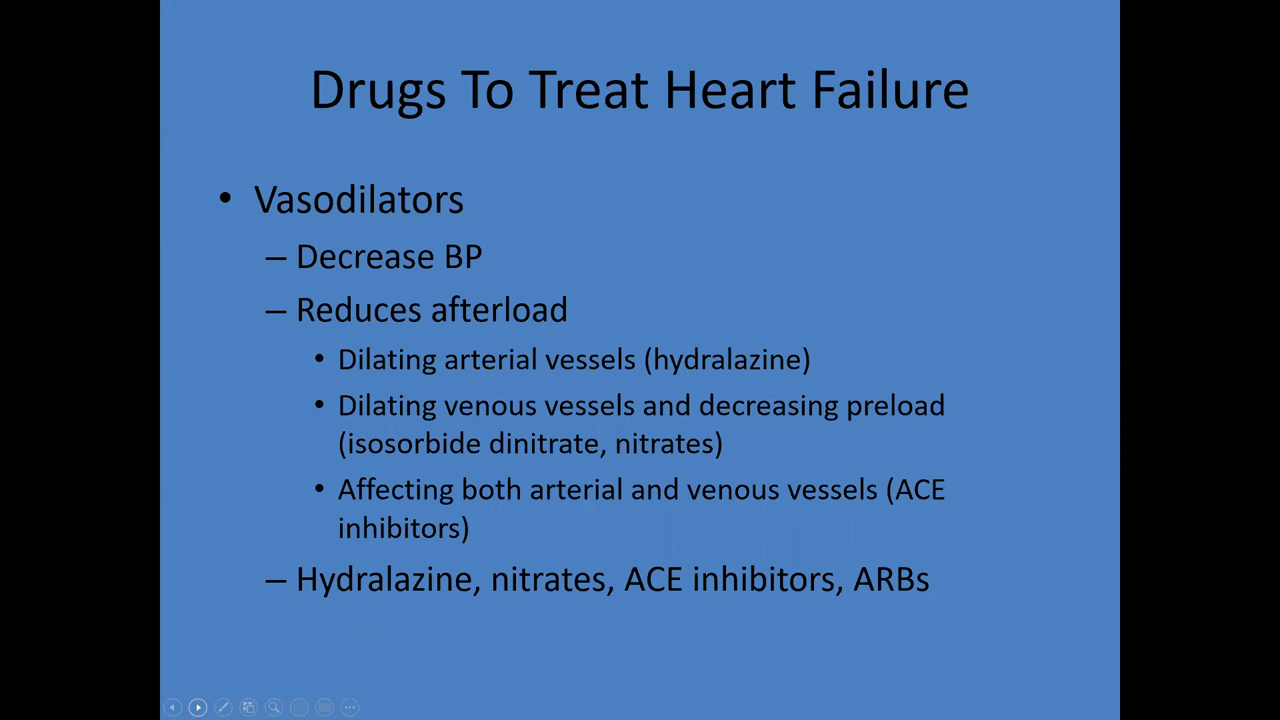 Drugs To Treat Heart Failure
• Vasodilators
– Decrease BP
– Reduces afterload
• Dilating arterial vessels (hydralazine)
• Dilating venous vessels and decreasing preload
(isosorbide dinitrate, nitrates)
• Affecting both arterial and venous vessels (ACE
inhibitors)
– Hydralazine, nitrates, ACE inhibitors, ARBs